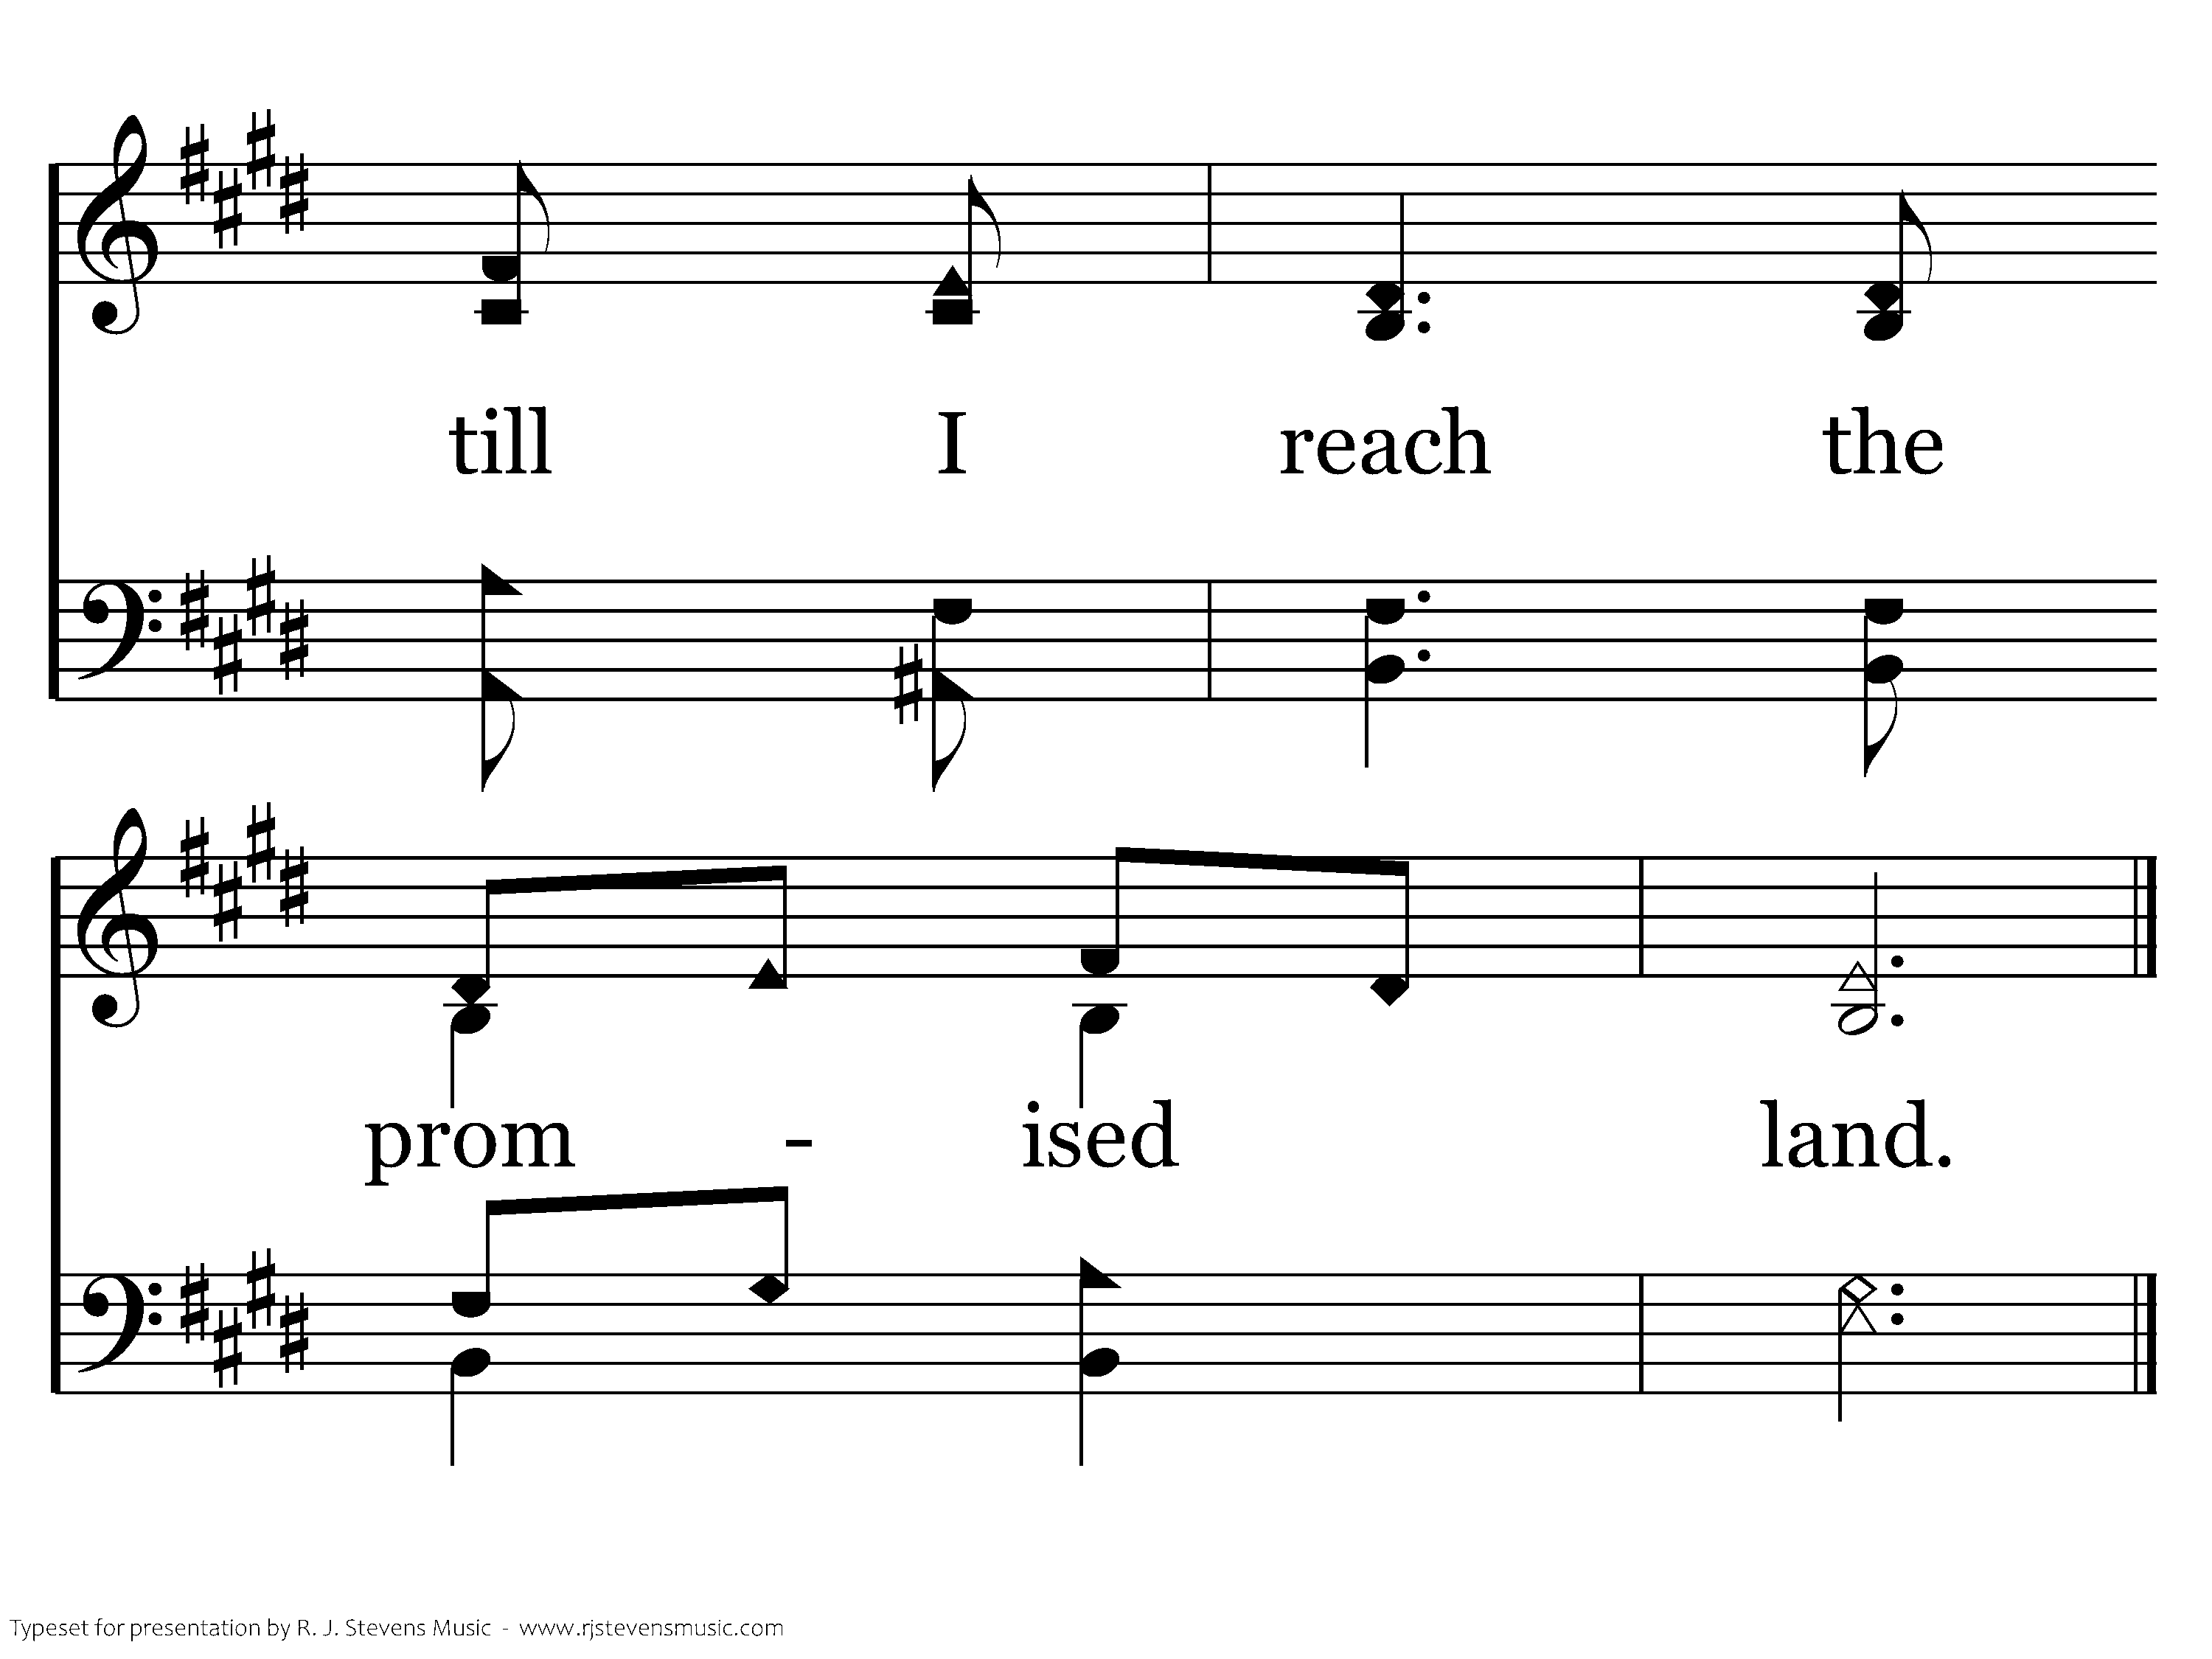 till I reach the
prom - ised land.
Typeset for presentation by R. J. Stevens Music - www.rjstevensmusic.com